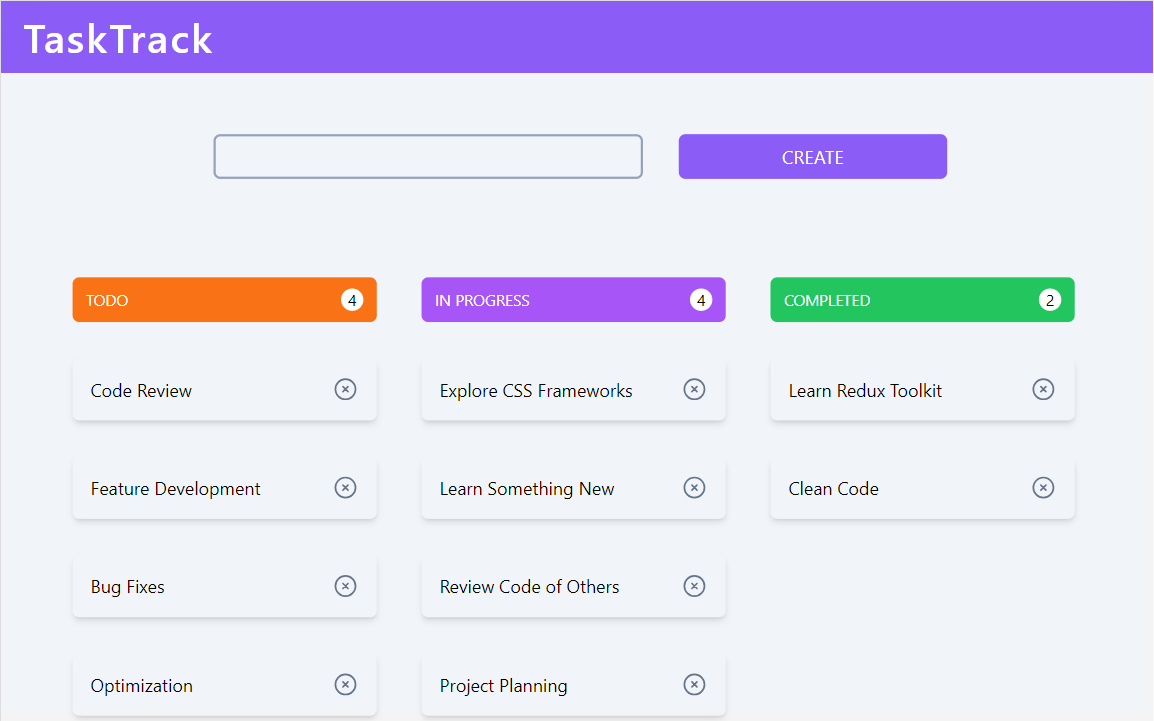 TaskTrack
CREATE
TODO 4
IN PROGRESS 4
COMPLETED 2
Code Review
Explore CSS Frameworks
Learn Redux Toolkit
Feature Development
Learn Something New
Clean Code
Bug Fixes
Review Code of Others
Optimization
Project Planning